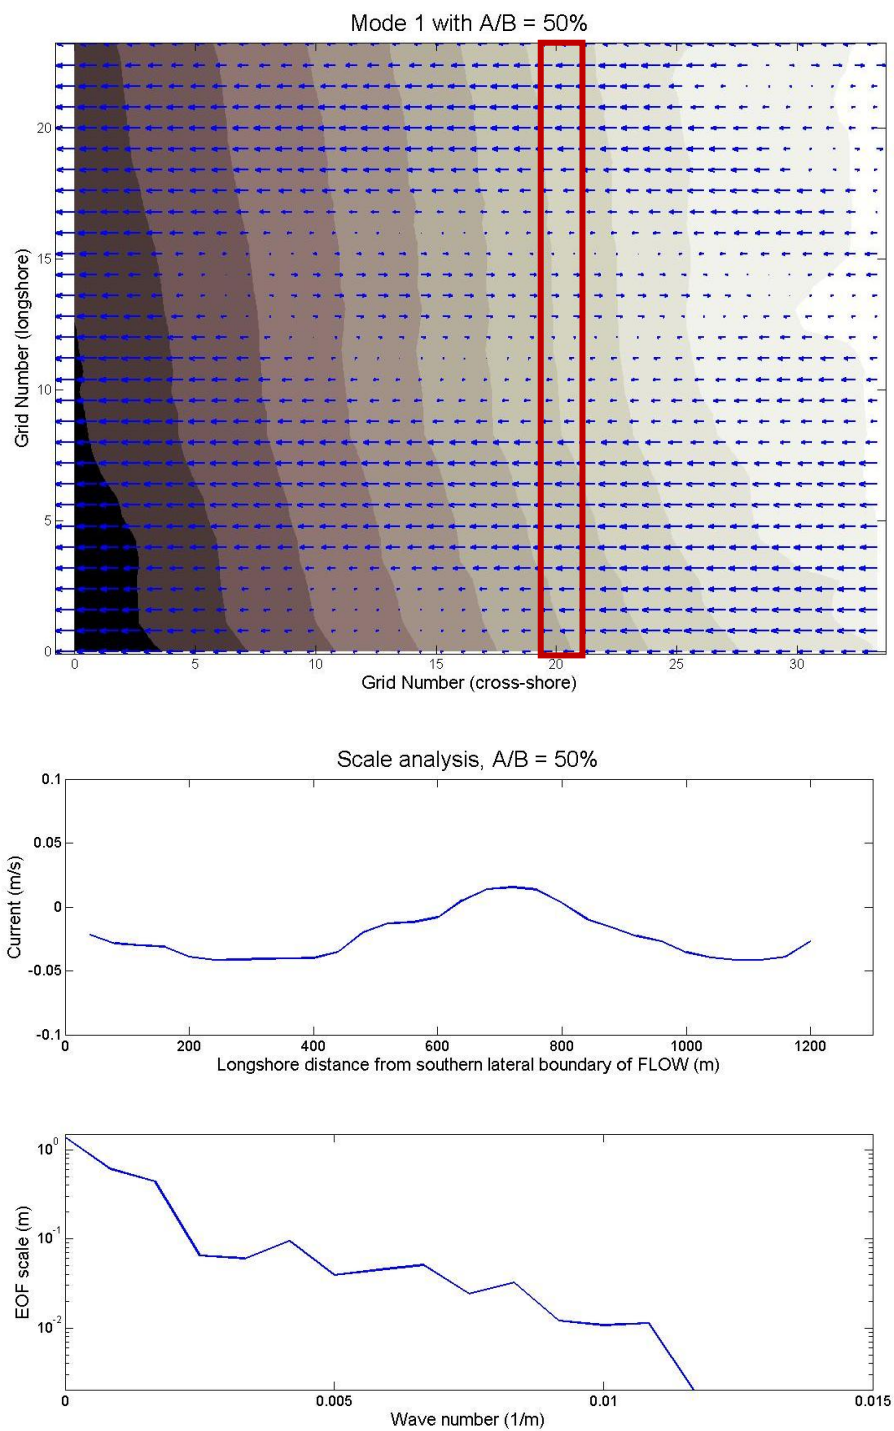 Mode 1 with A/B = 50%
20
15
10
5
0
Grid Number (longshore)
0 5 10 15 20 25 30
Grid Number (cross-shore)
Scale analysis, A/B = 50%
0.1
0.05
0
-0.05
-0.1
Current (m/s)
0 200 400 600 800 1000 1200
Longshore distance from southern lateral boundary of FLOW (m)
10^0
10^-1
10^-2
EOF scale (m)
0 0.005 0.01 0.015
Wave number (1/m)